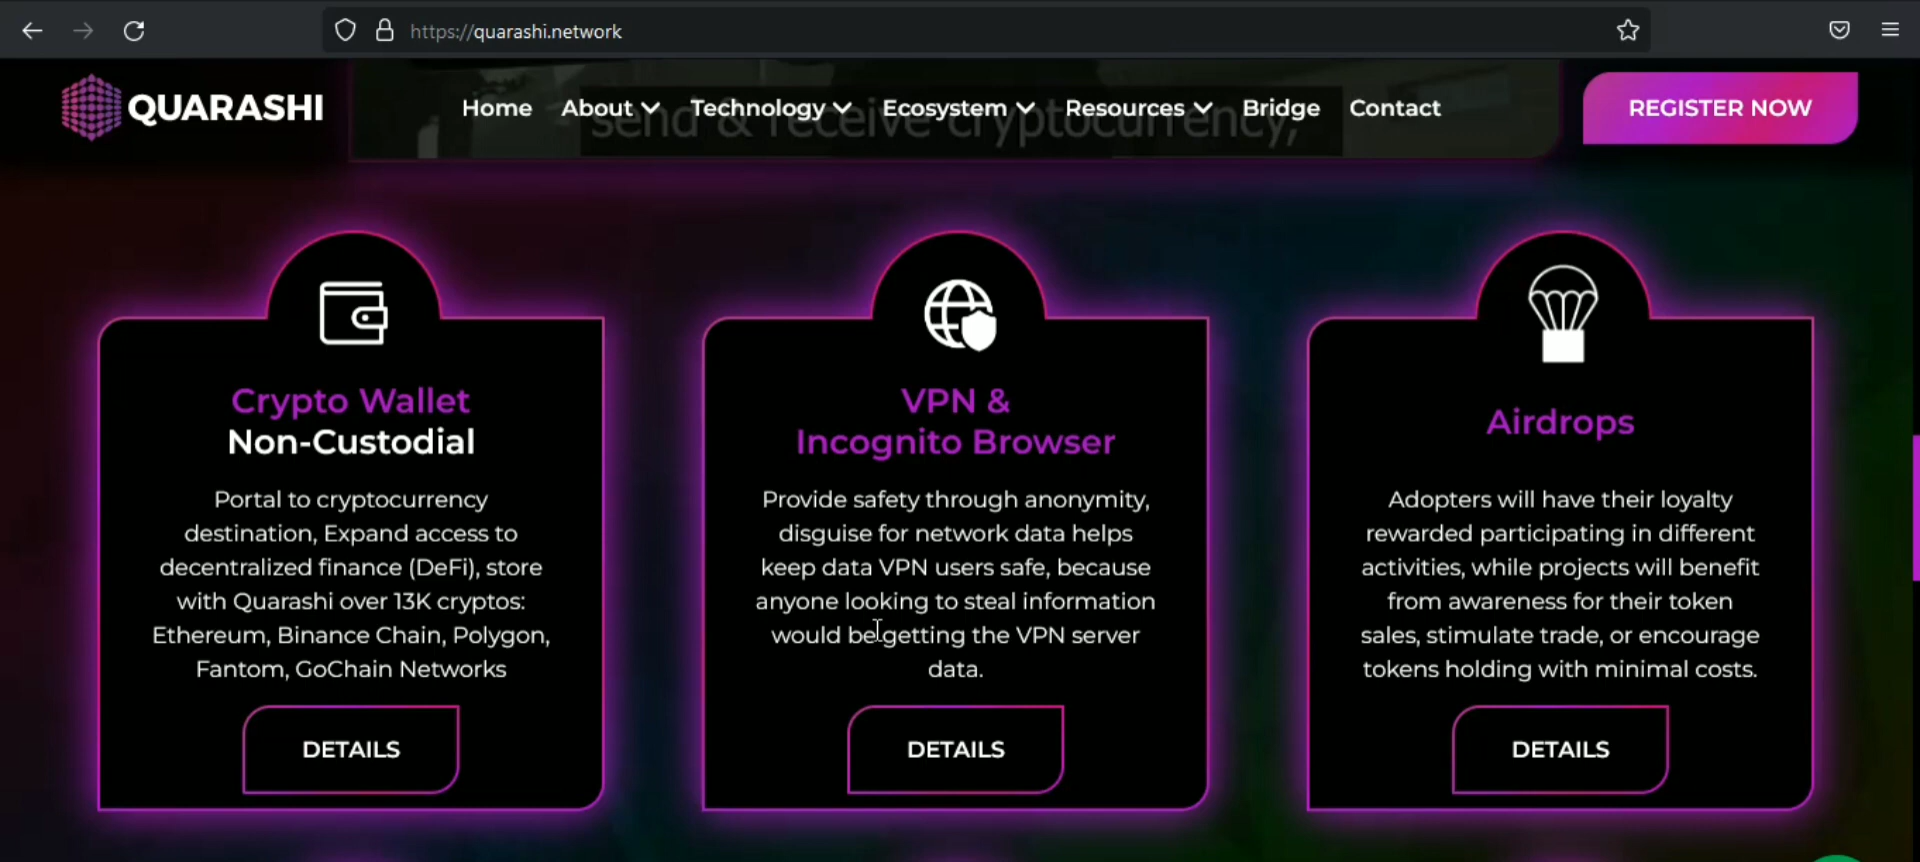 https://quarashi.network
QUARASHI
Home About Technology Ecosystem Resources Bridge Contact
REGISTER NOW
send & receive cryptocurrency,
Crypto Wallet
Non-Custodial
Portal to cryptocurrency
destination, Expand access to
decentralized finance (DeFi), store
with Quarashi over 13K cryptos:
Ethereum, Binance Chain, Polygon,
Fantom, GoChain Networks
DETAILS
VPN &
Incognito Browser
Provide safety through anonymity,
disguise for network data helps
keep data VPN users safe, because
anyone looking to steal information
would be getting the VPN server
data.
DETAILS
Airdrops
Adopters will have their loyalty
rewarded participating in different
activities, while projects will benefit
from awareness for their token
sales, stimulate trade, or encourage
tokens holding with minimal costs.
DETAILS